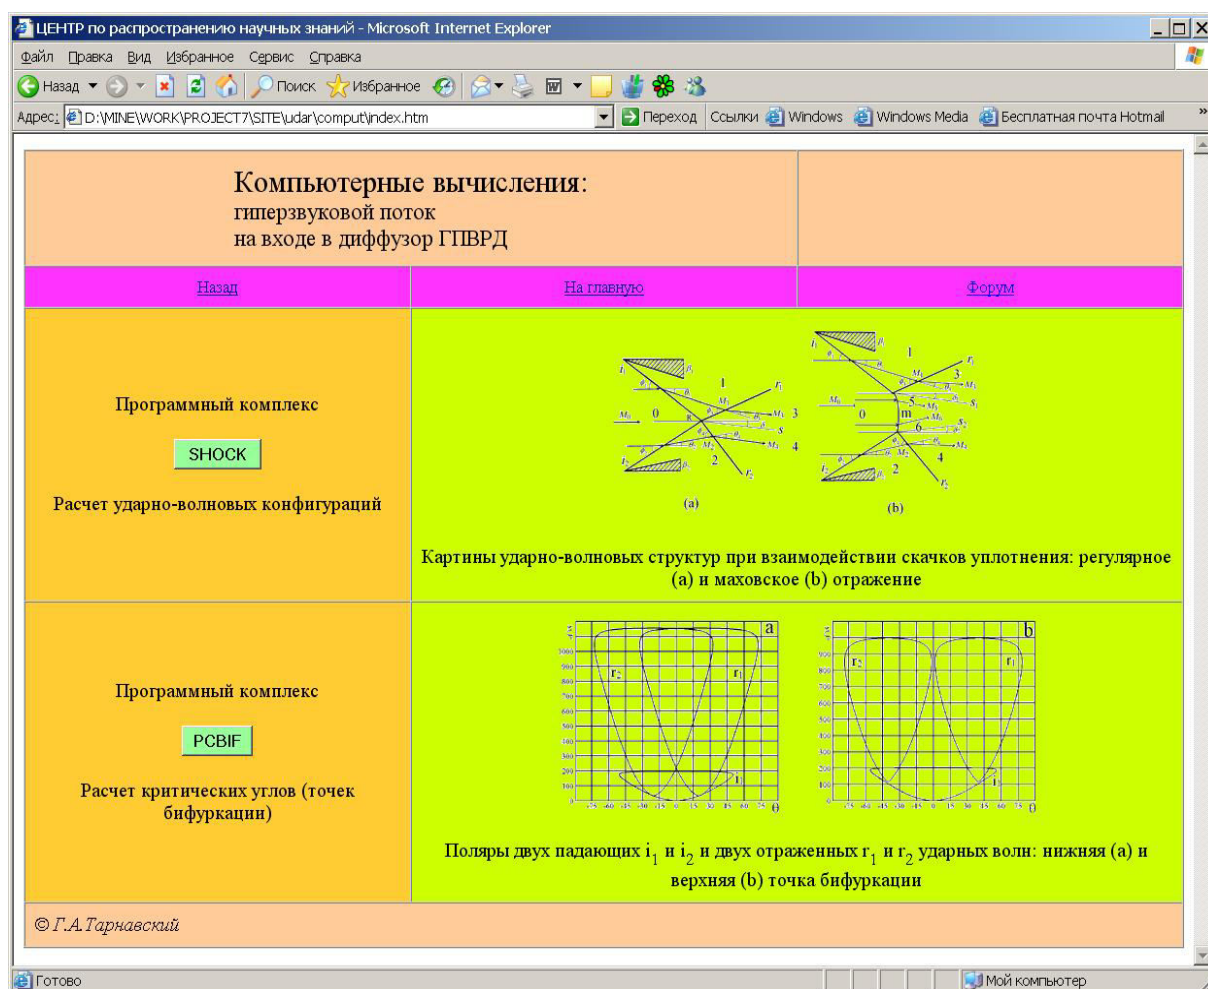 ЦЕНТР по распространению научных знаний - Microsoft Internet Explorer
Файл Правка Вид Избранное Сервис Справка
Назад Поиск Избранное
Адрес: D:\MINE\WORK\PROJECT7\SITE\udar\comput\index.htm Переход Ссылки Windows Windows Media Бесплатная почта Hotmail »
Компьютерные вычисления:
гиперзвуковой поток
на входе в диффузор ГПВРД
Назад На главную Форум
Программный комплекс
SHOCK
Расчет ударно-волновых конфигураций
(a) (b)
Картины ударно-волновых структур при взаимодействии скачков уплотнения: регулярное
(a) и маховское (b) отражение
Программный комплекс
PCBIF
Расчет критических углов (точек
бифуркации)
a b
r2 r1 r2 r1
Поляры двух падающих i1 и i2 и двух отраженных r1 и r2 ударных волн: нижняя (a) и
верхняя (b) точка бифуркации
© Г.А.Тарнавский
Готово Мой компьютер